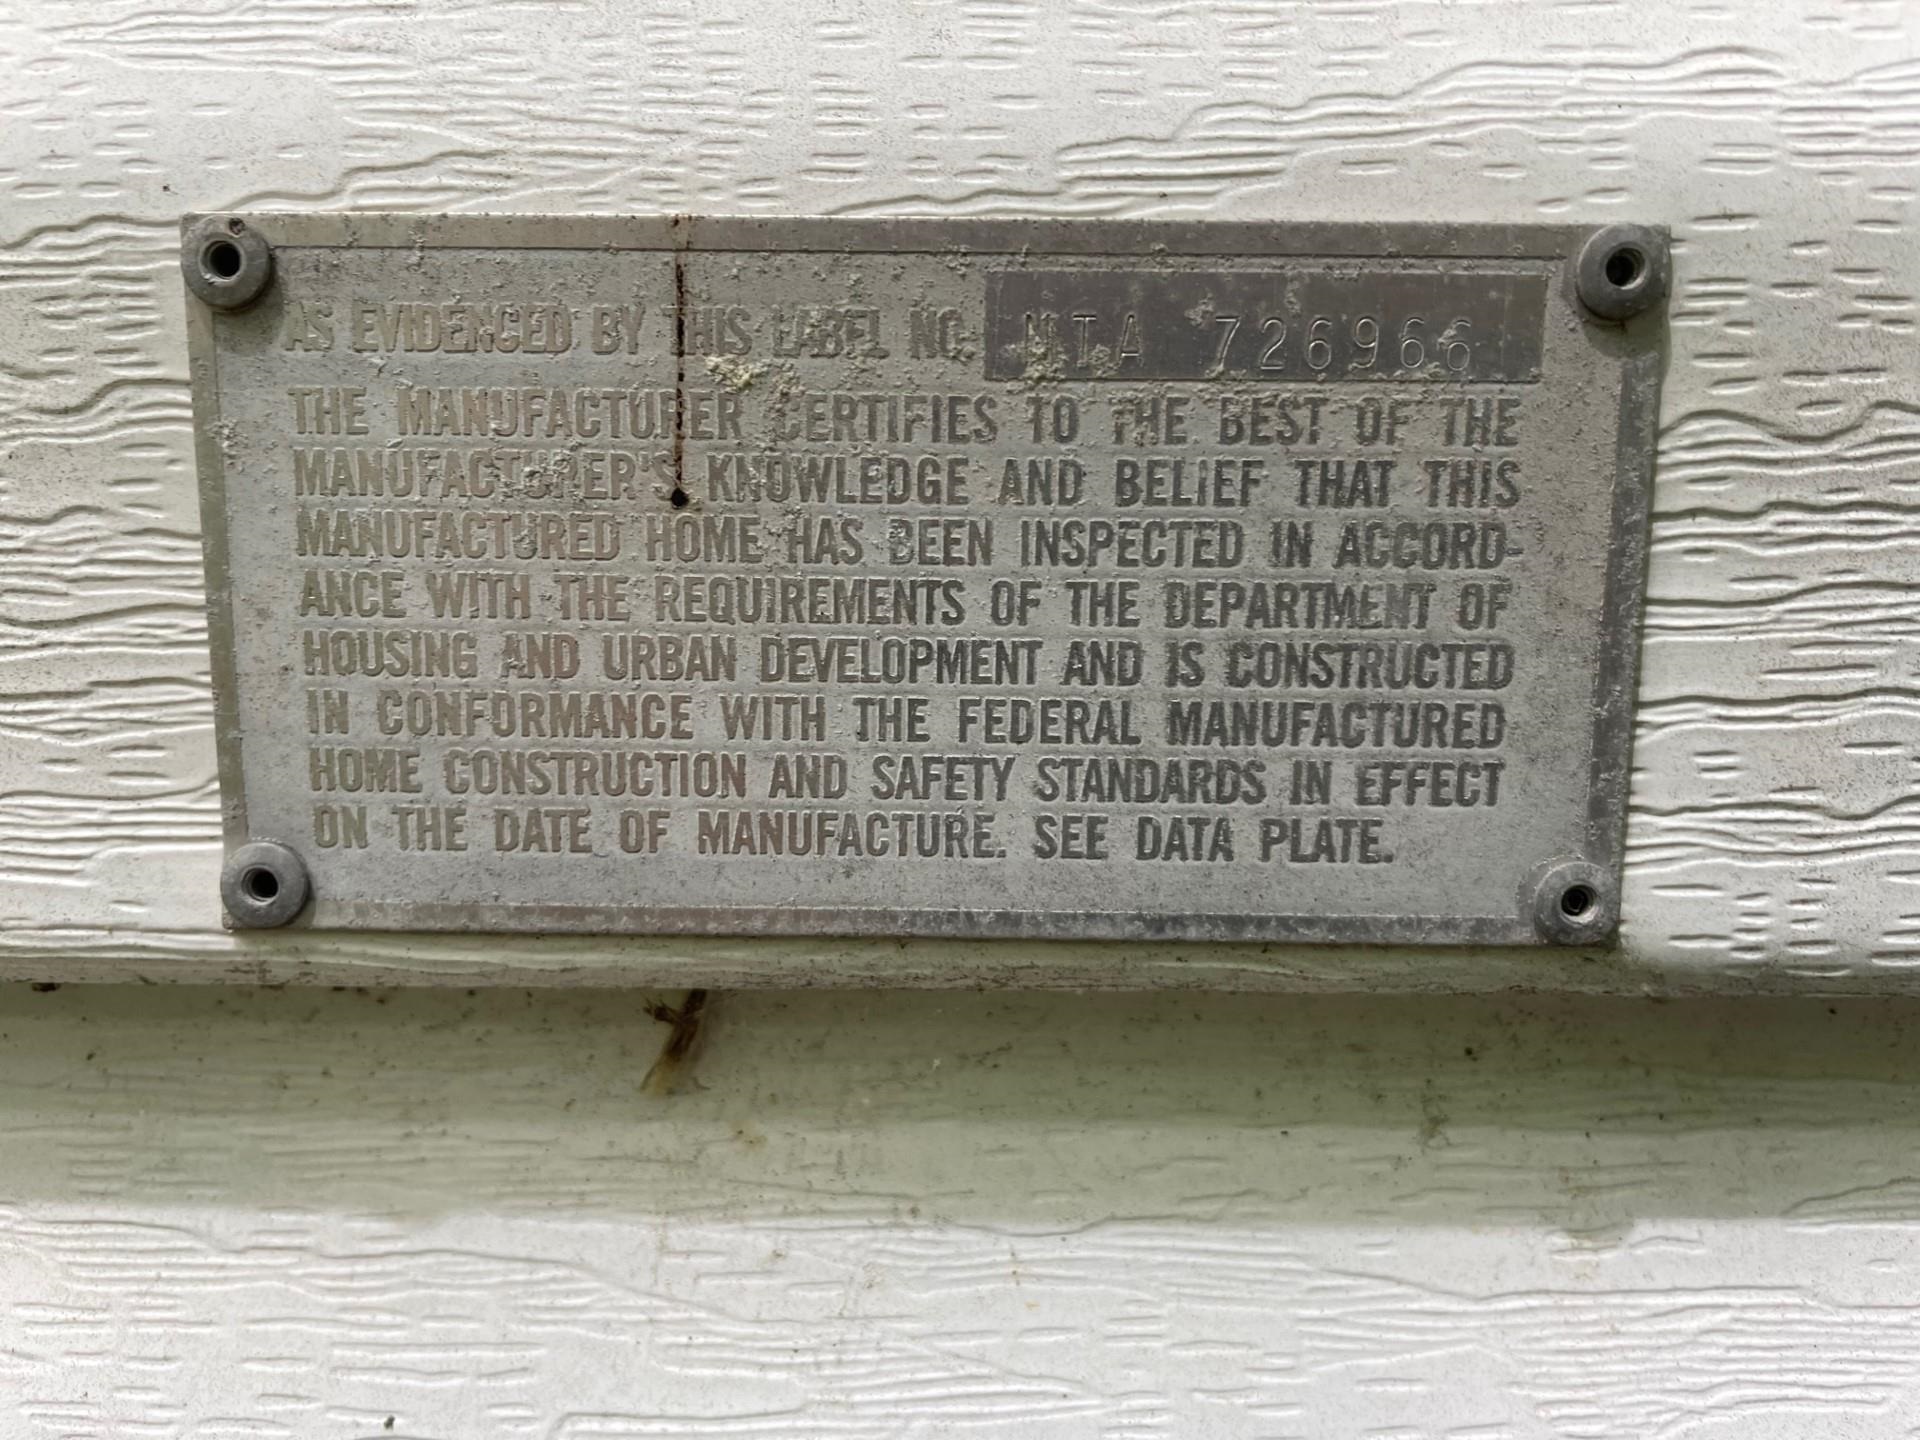 AS EVIDENCED BY THIS LABEL NO. NTA 726966
THE MANUFACTURER CERTIFIES TO THE BEST OF THE
MANUFACTURER'S KNOWLEDGE AND BELIEF THAT THIS
MANUFACTURED HOME HAS BEEN INSPECTED IN ACCORD-
ANCE WITH THE REQUIREMENTS OF THE DEPARTMENT OF
HOUSING AND URBAN DEVELOPMENT AND IS CONSTRUCTED
IN CONFORMANCE WITH THE FEDERAL MANUFACTURED
HOME CONSTRUCTION AND SAFETY STANDARDS IN EFFECT
ON THE DATE OF MANUFACTURE. SEE DATA PLATE.